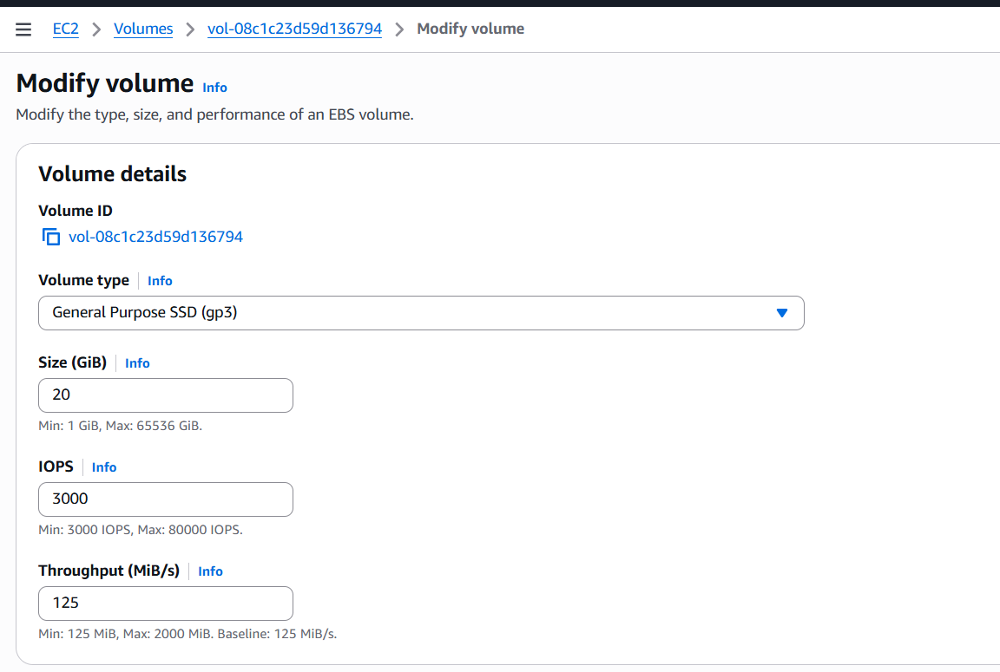 EC2 > Volumes > vol-08c1c23d59d136794 > Modify volume
Modify volume Info
Modify the type, size, and performance of an EBS volume.
Volume details
Volume ID
vol-08c1c23d59d136794
Volume type Info
General Purpose SSD (gp3)
Size (GiB) Info
20
Min: 1 GiB, Max: 65536 GiB.
IOPS Info
3000
Min: 3000 IOPS, Max: 80000 IOPS.
Throughput (MiB/s) Info
125
Min: 125 MiB, Max: 2000 MiB. Baseline: 125 MiB/s.